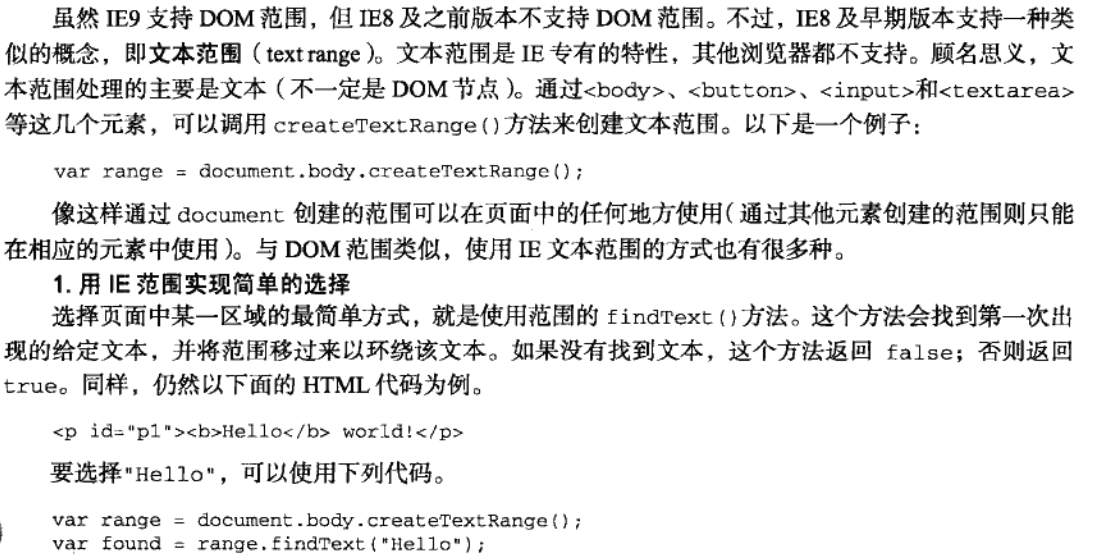 虽然 IE9 支持 DOM 范围，但 IE8 及之前版本不支持 DOM 范围。不过，IE8 及早期版本支持一种类
似的概念，即文本范围（text range）。文本范围是 IE 专有的特性，其他浏览器都不支持。顾名思义，文
本范围处理的主要是文本（不一定是 DOM 节点）。通过<body>、<button>、<input>和<textarea>
等这几个元素，可以调用 createTextRange()方法来创建文本范围。以下是一个例子：
var range = document.body.createTextRange();
像这样通过 document 创建的范围可以在页面中的任何地方使用（通过其他元素创建的范围则只能
在相应的元素中使用）。与 DOM 范围类似，使用 IE 文本范围的方式也有很多种。
1. 用 IE 范围实现简单的选择
选择页面中某一区域的最简单方式，就是使用范围的 findText()方法。这个方法会找到第一次出
现的给定文本，并将范围移过来以环绕该文本。如果没有找到文本，这个方法返回 false；否则返回
true。同样，仍然以下面的 HTML 代码为例。
<p id="p1"><b>Hello</b> world!</p>
要选择"Hello"，可以使用下列代码。
var range = document.body.createTextRange();
var found = range.findText("Hello");